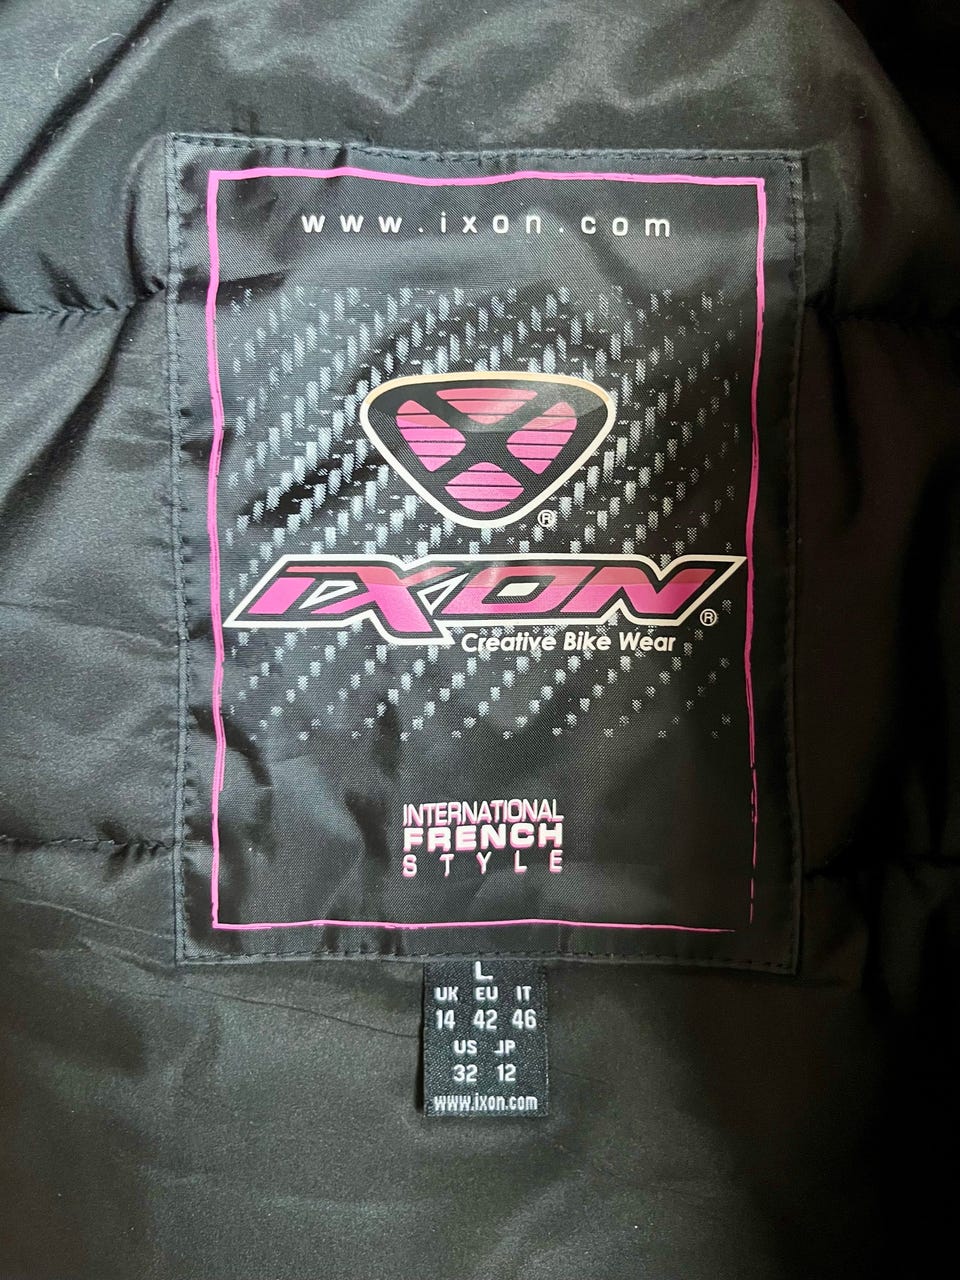 www.ixon.com
®
IXON ®
Creative Bike Wear
INTERNATIONAL
FRENCH
STYLE
L
UK EU IT
14 42 46
US JP
32 12
www.ixon.com